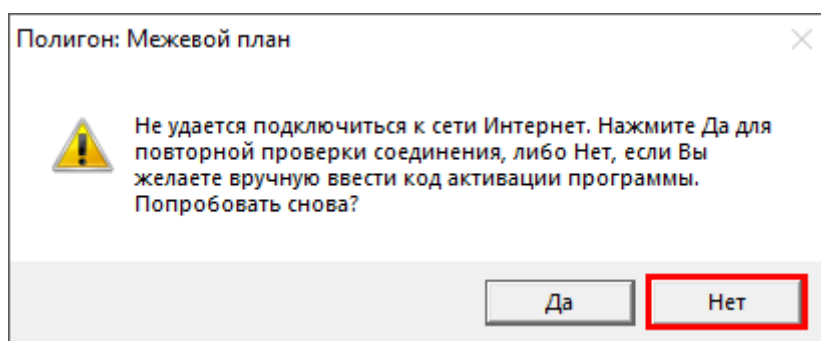 Полигон: Межевой план
Не удается подключиться к сети Интернет. Нажмите Да для
повторной проверки соединения, либо Нет, если Вы
желаете вручную ввести код активации программы.
Попробовать снова?
Да
Нет